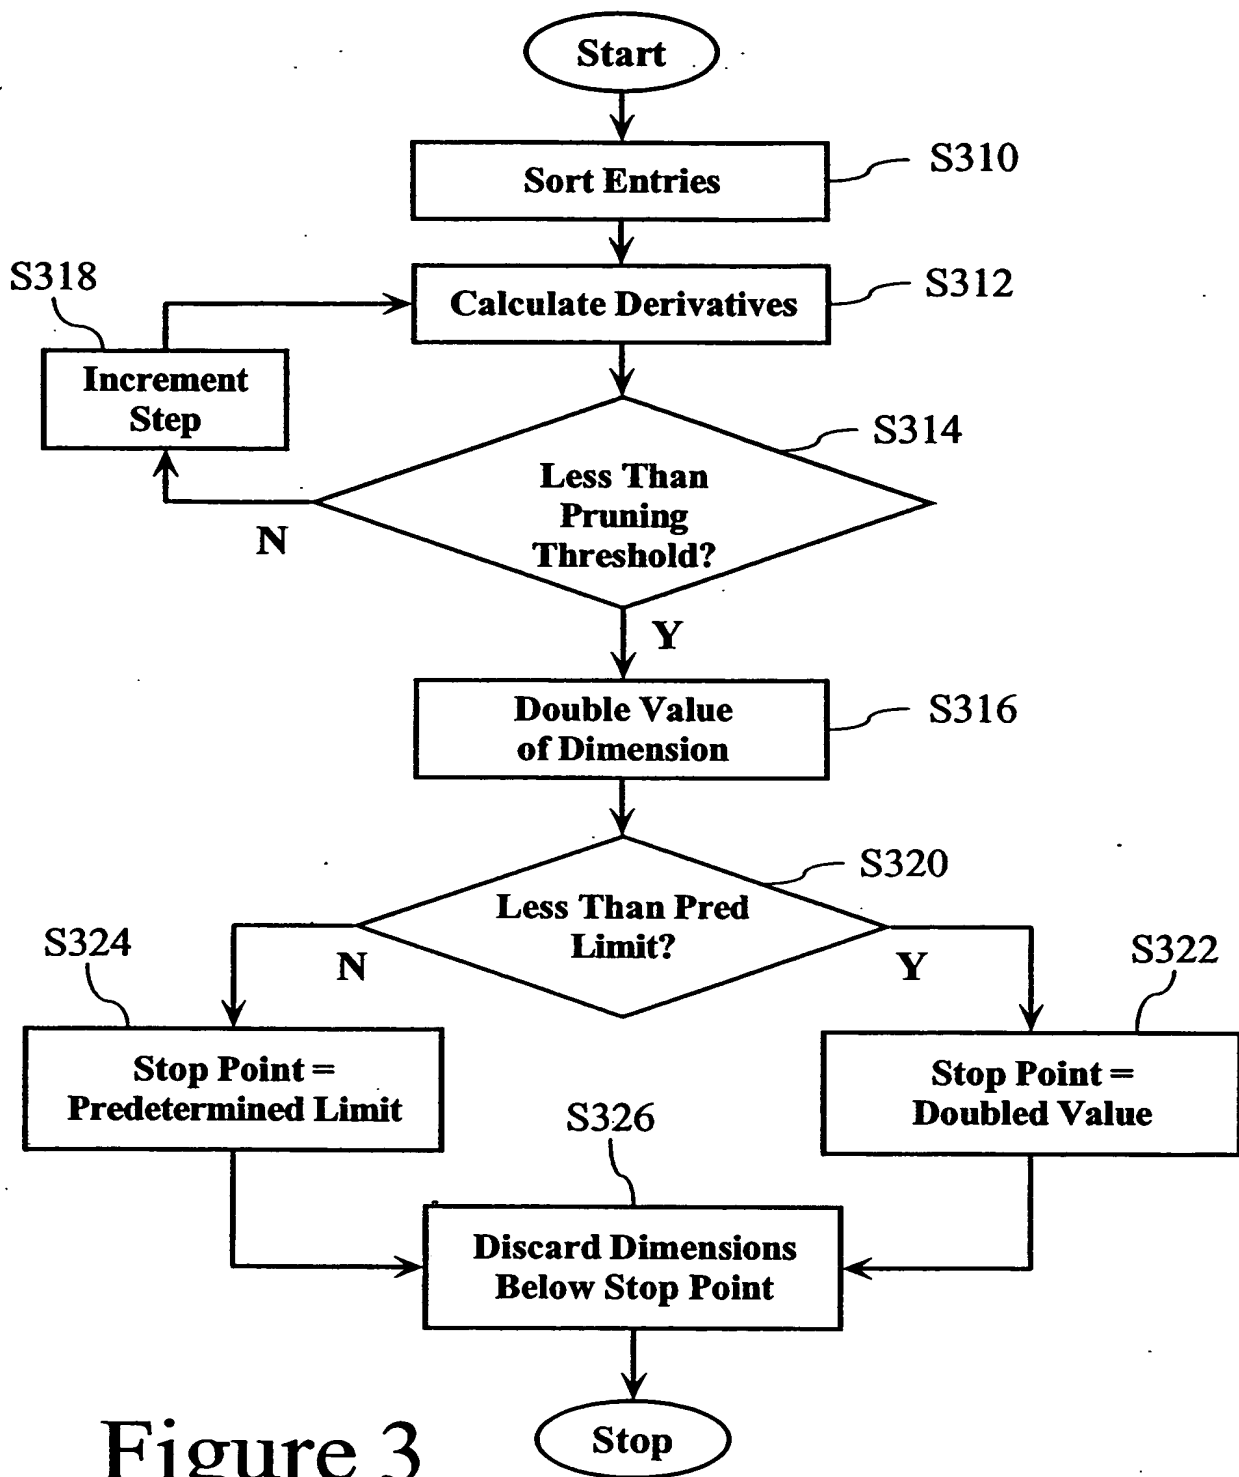 Start
Sort Entries
S310
S318
Calculate Derivatives
S312
Increment
Step
S314
Less Than
Pruning
Threshold?
N
Y
Double Value
of Dimension
S316
S320
Less Than Pred
Limit?
S324
N
Y
S322
Stop Point =
Predetermined Limit
Stop Point =
Doubled Value
S326
Discard Dimensions
Below Stop Point
Stop
Figure 3